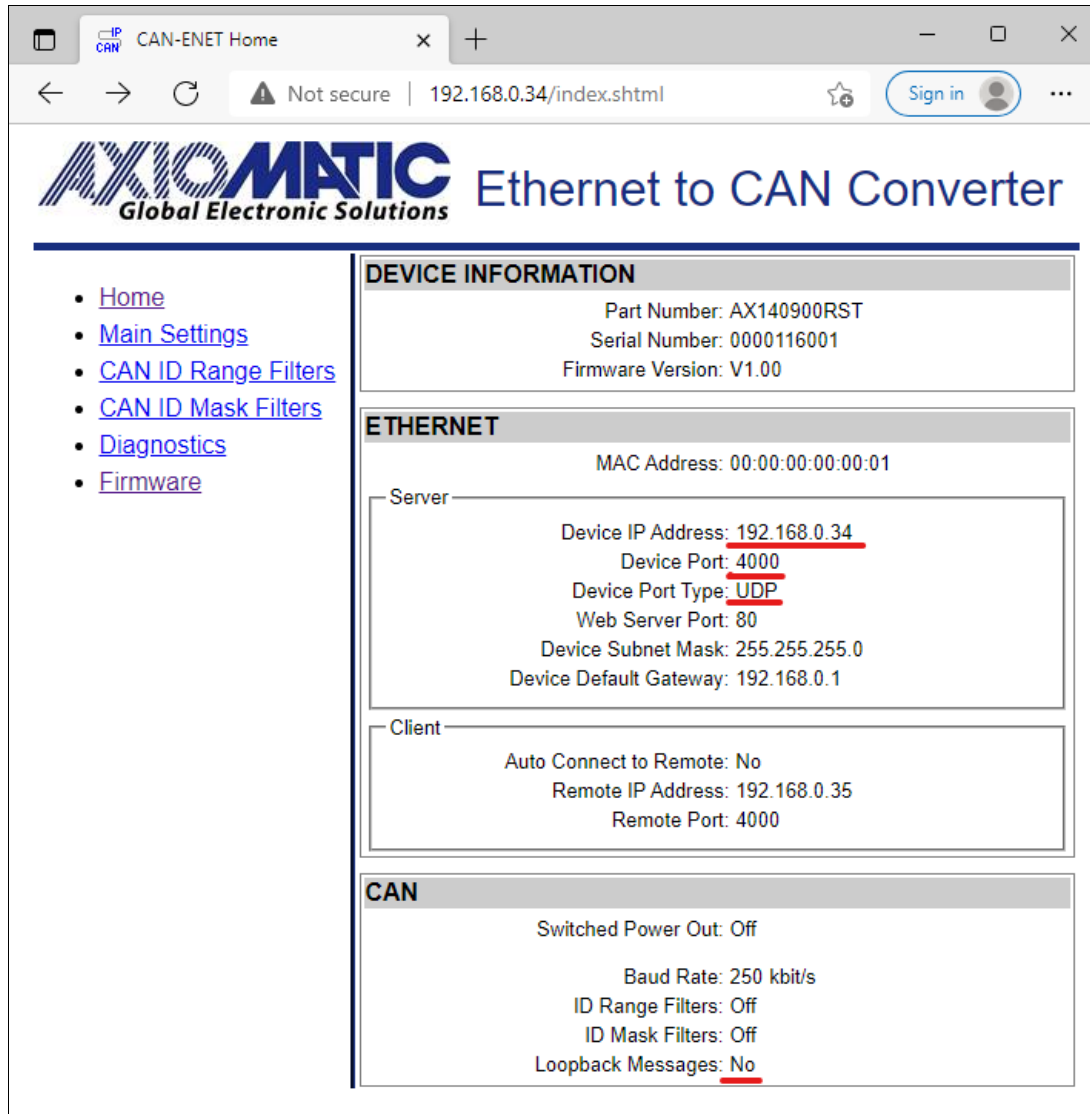 IP
CAN
CAN-ENET Home
Not secure | 192.168.0.34/index.shtml
Sign in
AXIOMATIC
Global Electronic Solutions
Ethernet to CAN Converter
Home
Main Settings
CAN ID Range Filters
CAN ID Mask Filters
Diagnostics
Firmware
DEVICE INFORMATION
Part Number: AX140900RST
Serial Number: 0000116001
Firmware Version: V1.00
ETHERNET
MAC Address: 00:00:00:00:00:01
Server
Device IP Address: 192.168.0.34
Device Port: 4000
Device Port Type: UDP
Web Server Port: 80
Device Subnet Mask: 255.255.255.0
Device Default Gateway: 192.168.0.1
Client
Auto Connect to Remote: No
Remote IP Address: 192.168.0.35
Remote Port: 4000
CAN
Switched Power Out: Off
Baud Rate: 250 kbit/s
ID Range Filters: Off
ID Mask Filters: Off
Loopback Messages: No